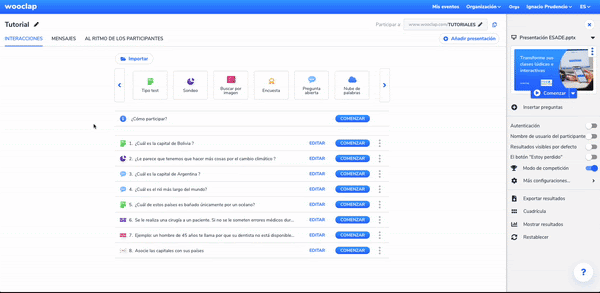 wooclap
Mis eventos Organización Orga Ignacio Prudencio ES
Tutorial
Participar a: www.wooclap.com/TUTORIALES
INTERACCIONES MENSAJES AL RITMO DE LOS PARTICIPANTES
Añadir presentación
Importar
Tipo test
Sondeo
Buscar por imagen
Encuesta
Pregunta abierta
Nube de palabras
¿Cómo participar? COMENZAR
1. ¿Cuál es la capital de Bolivia ? EDITAR COMENZAR
2. ¿Le parece que tenemos que hacer más cosas por el cambio climático ? EDITAR COMENZAR
3. ¿Cuál es la capital de Argentina ? EDITAR COMENZAR
4. ¿Cuál es el río más largo del mundo? EDITAR COMENZAR
5. ¿Cuál de estos países es bañado únicamente por un océano? EDITAR COMENZAR
6. Se le realiza una cirugía a un paciente. Si no se le someten errores médicos dur... EDITAR COMENZAR
7. Ejemplo: un hombre de 45 años te llama por que su dentista no está disponible... EDITAR COMENZAR
8. Asocie las capitales con sus países EDITAR COMENZAR
Presentación ESADE.pptx
Transforme sus
clases lúdicas e
interactivas
Comenzar
Insertar preguntas
Autenticación
Nombre de usuario del participante
Resultados visibles por defecto
El botón "Estoy perdido"
Modo de competición
Más configuraciones...
Exportar resultados
Cuadrícula
Mostrar resultados
Restablecer
?